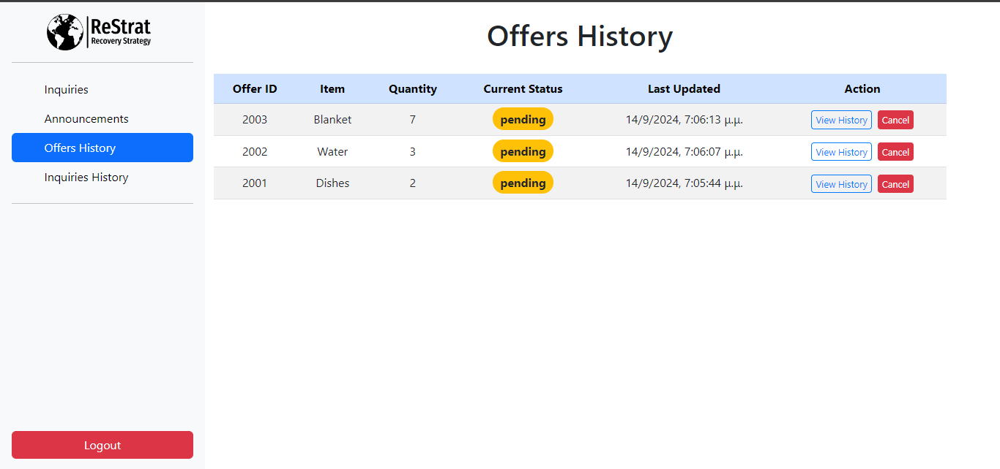 ReStrat
Recovery Strategy
Inquiries
Announcements
Offers History
Inquiries History
Logout
Offers History
Offer ID Item Quantity Current Status Last Updated Action
2003 Blanket 7 pending 14/9/2024, 7:06:13 μ.μ. View History Cancel
2002 Water 3 pending 14/9/2024, 7:06:07 μ.μ. View History Cancel
2001 Dishes 2 pending 14/9/2024, 7:05:44 μ.μ. View History Cancel